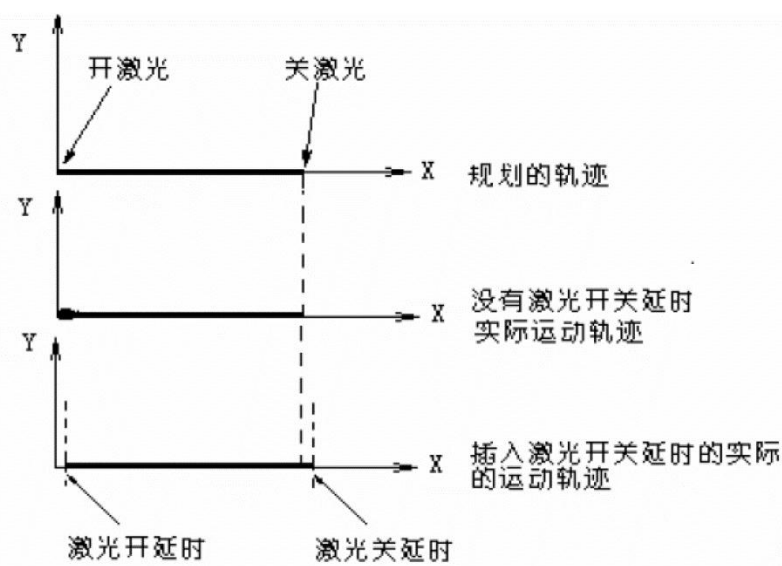 Y
开激光
关激光
X
规划的轨迹
Y
X
没有激光开关延时
实际运动轨迹
Y
X
插入激光开关延时的实际
的运动轨迹
激光开延时
激光关延时